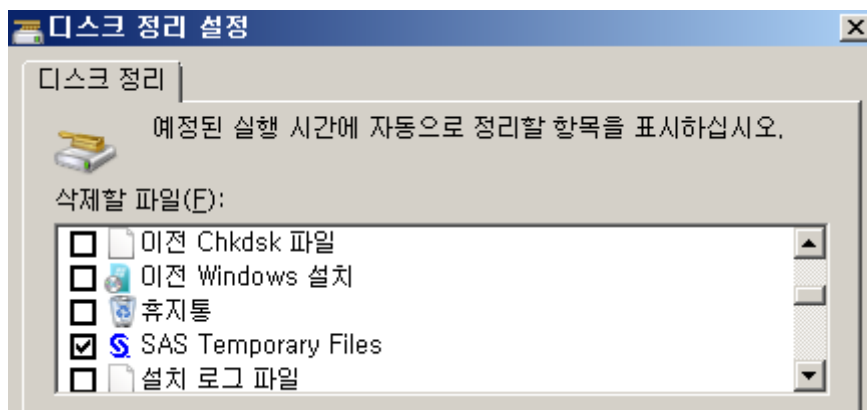 디스크 정리 설정
디스크 정리
예정된 실행 시간에 자동으로 정리할 항목을 표시하십시오.
삭제할 파일(F):
이전 Chkdsk 파일
이전 Windows 설치
휴지통
SAS Temporary Files
설치 로그 파일